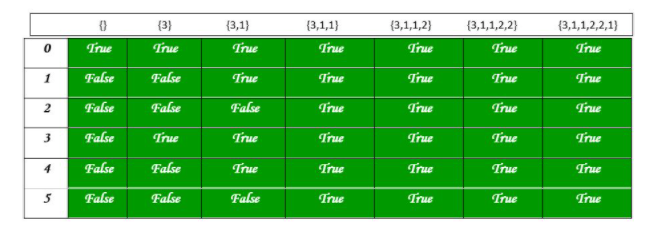 {} {3} {3,1} {3,1,1} {3,1,1,2} {3,1,1,2,2} {3,1,1,2,2,1}
0 True True True True True True True
1 False False True True True True True
2 False False False True True True True
3 False True True True True True True
4 False False True True True True True
5 False False False True True True True